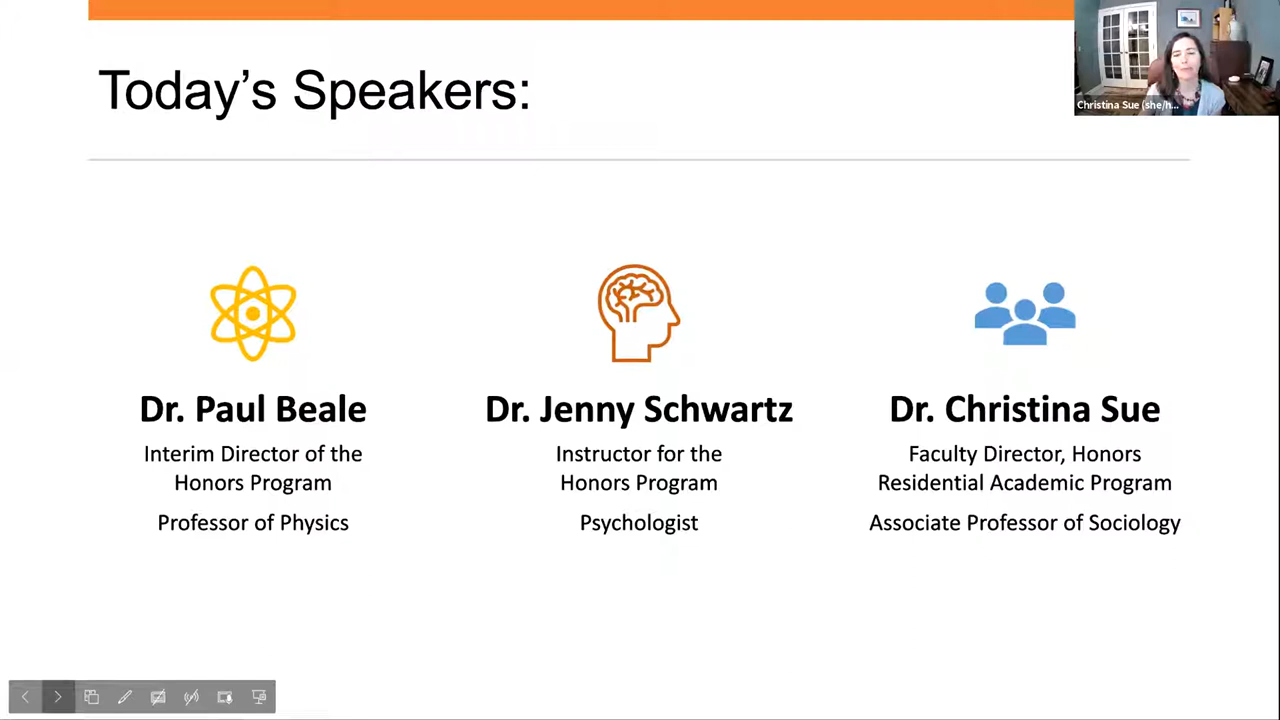 Today's Speakers:
Christina Sue (she/h...
Dr. Paul Beale
Interim Director of the
Honors Program
Professor of Physics
Dr. Jenny Schwartz
Instructor for the
Honors Program
Psychologist
Dr. Christina Sue
Faculty Director, Honors
Residential Academic Program
Associate Professor of Sociology